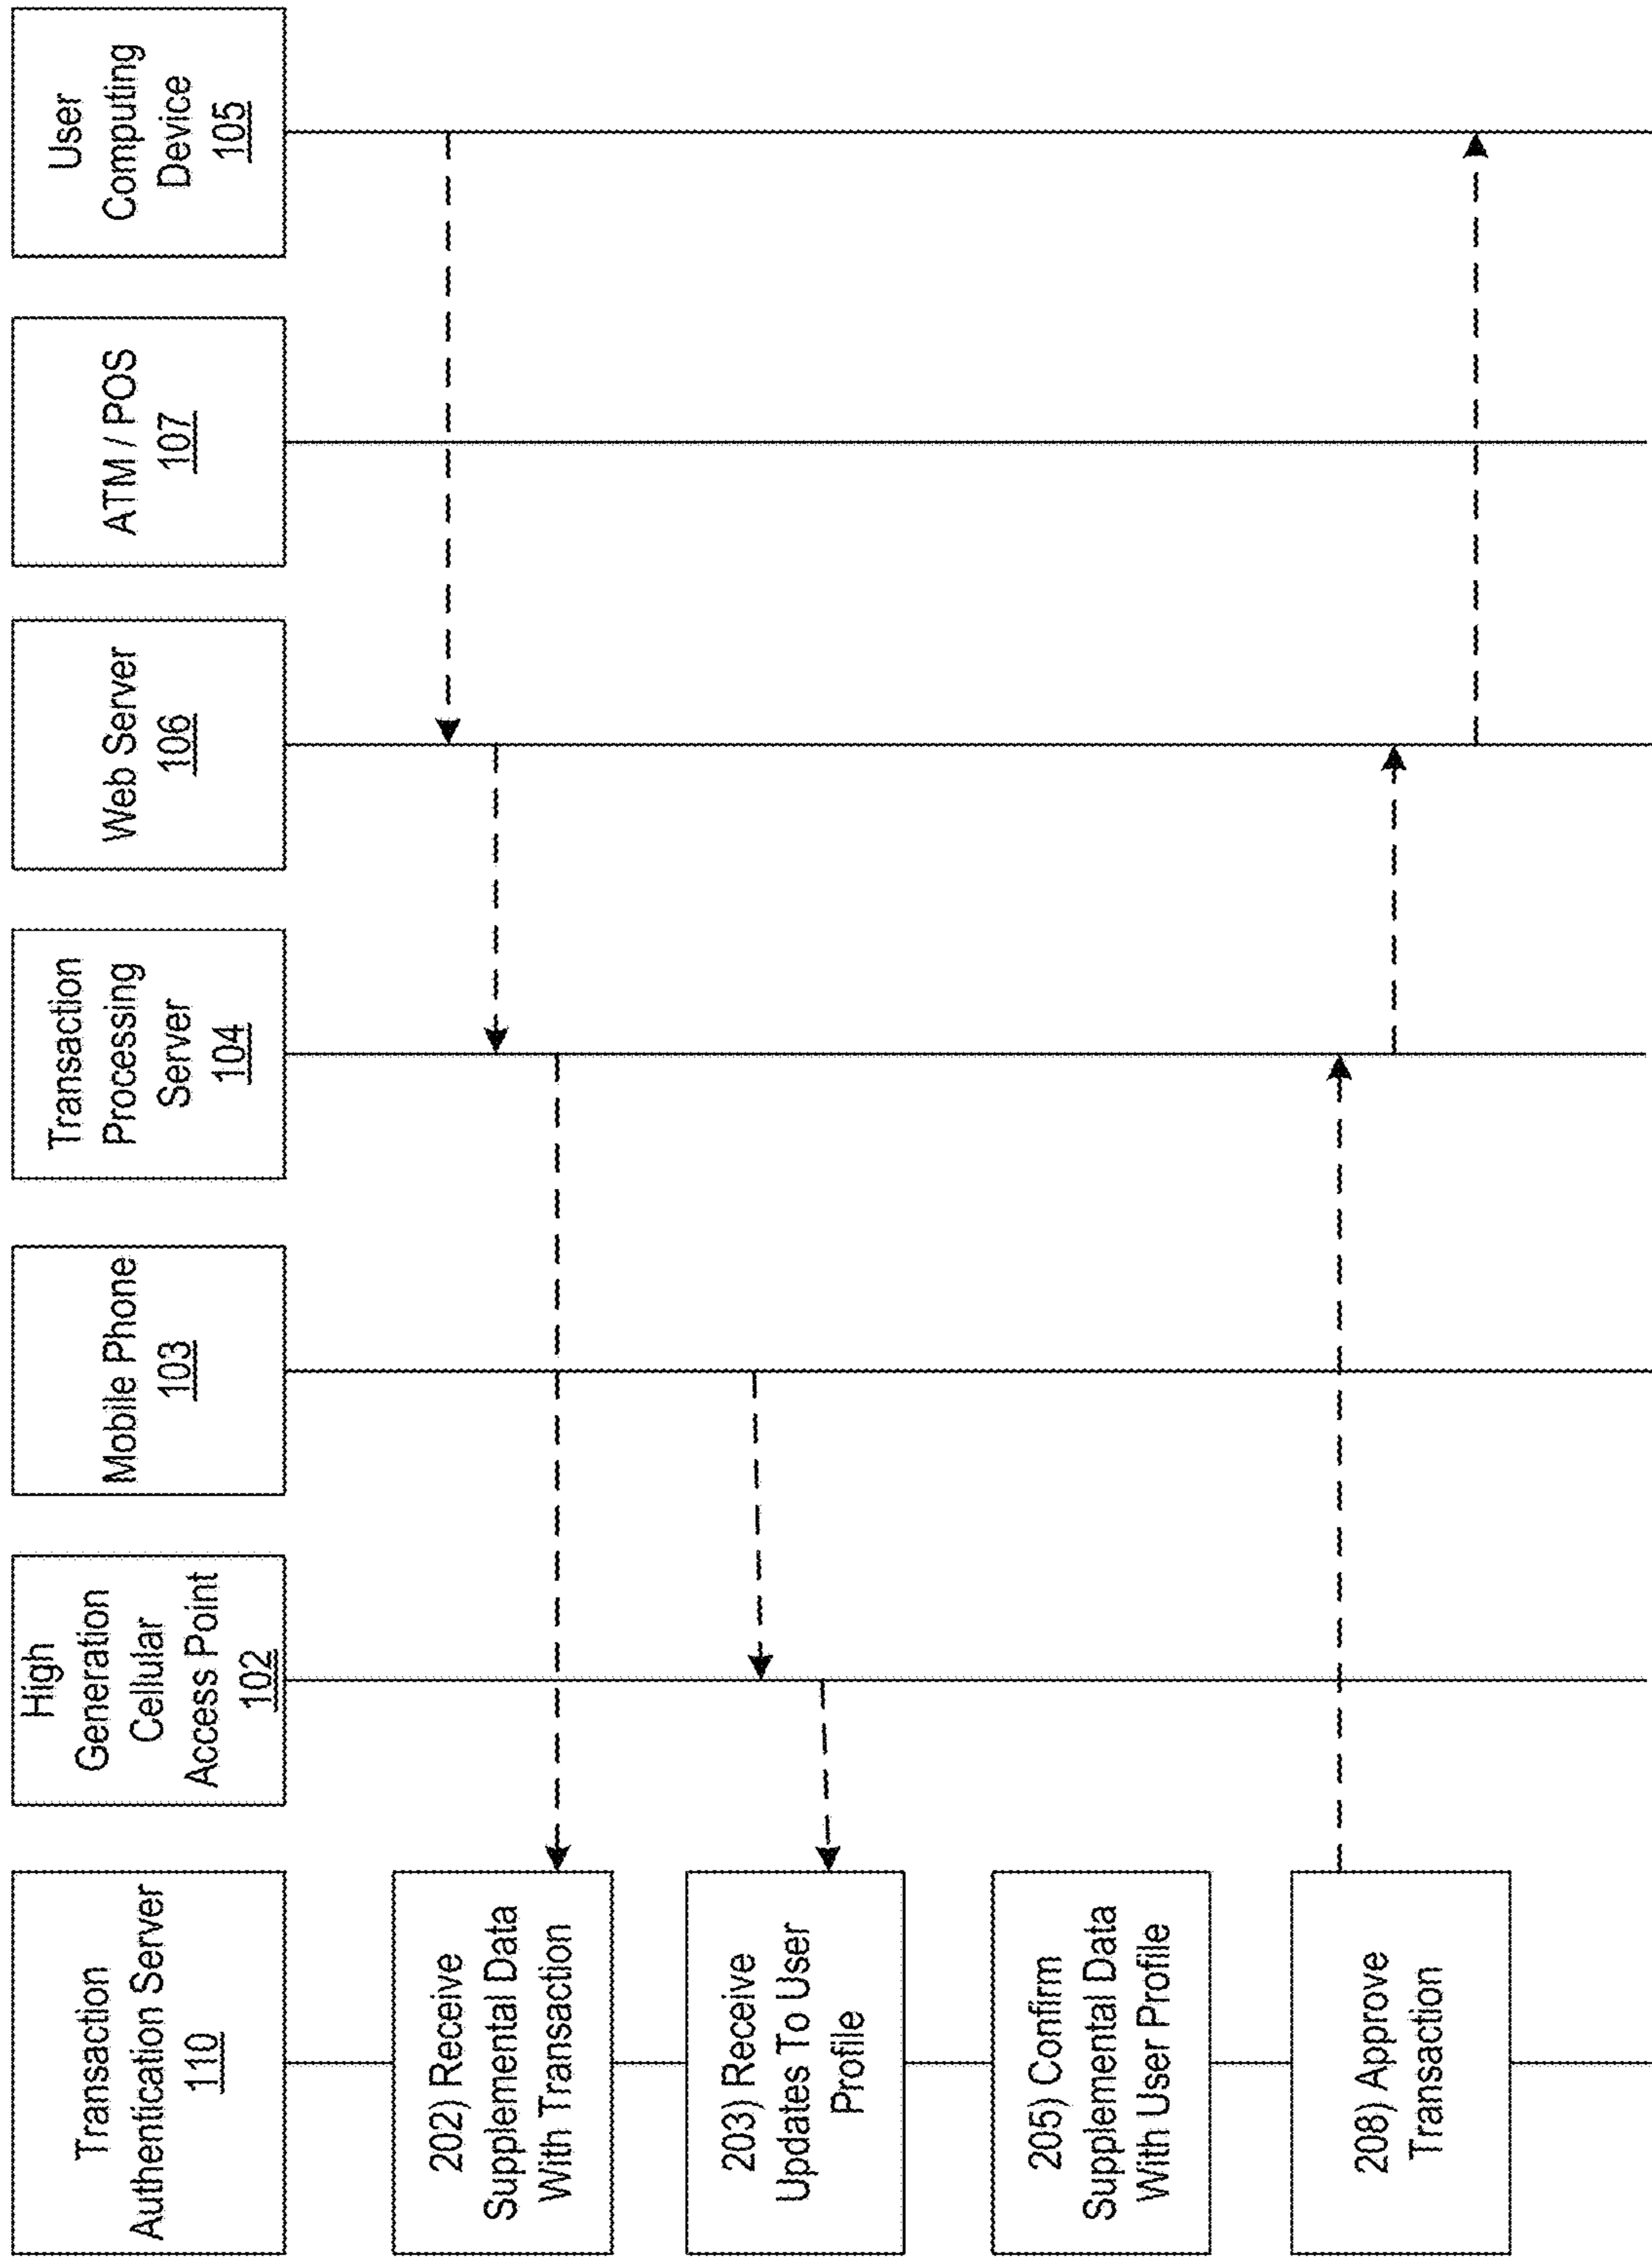 Transaction
Authentication Server
110
High
Generation
Cellular
Access Point
102
Mobile Phone
103
Transaction
Processing
Server
104
Web Server
106
ATM / POS
107
User
Computing
Device
105
202) Receive
Supplemental Data
With Transaction
203) Receive
Updates To User
Profile
205) Confirm
Supplemental Data
With User Profile
208) Approve
Transaction